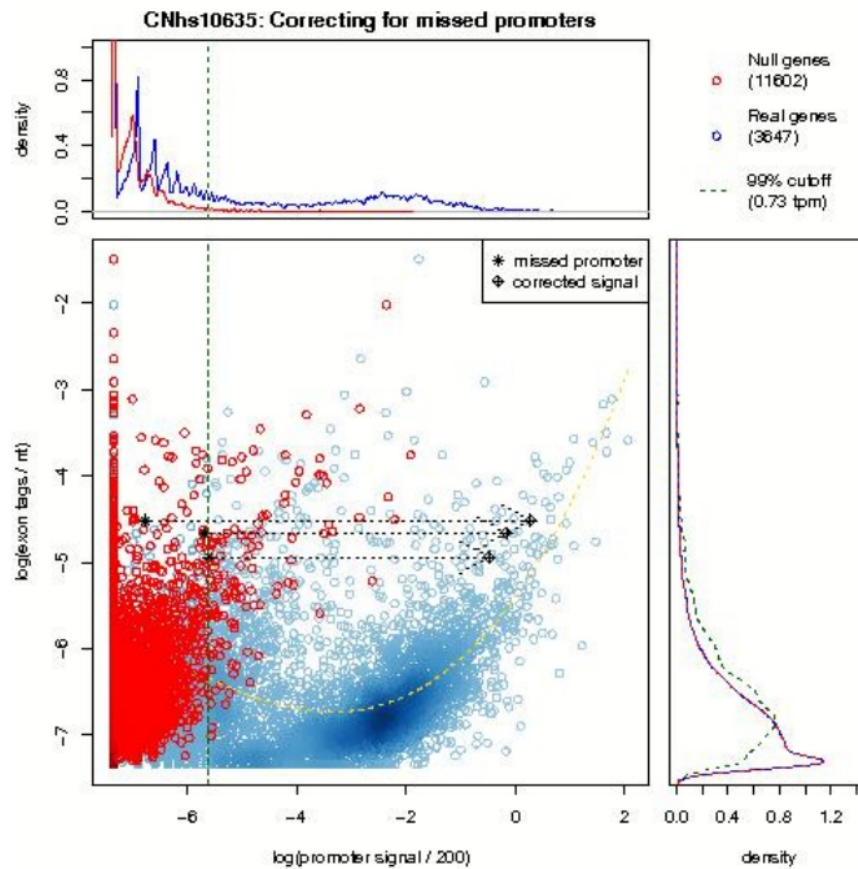 CNhs10635: Correcting for missed promoters
density
0.0
0.4
0.8
Null genes
(11602)
Real genes
(3647)
99% cutoff
(0.73 tpm)
missed promoter
corrected signal
log(exon tags / nt)
-2
-3
-4
-5
-6
-7
-6
-4
-2
0
2
log(promoter signal / 200)
0.0
0.4
0.8
1.2
density